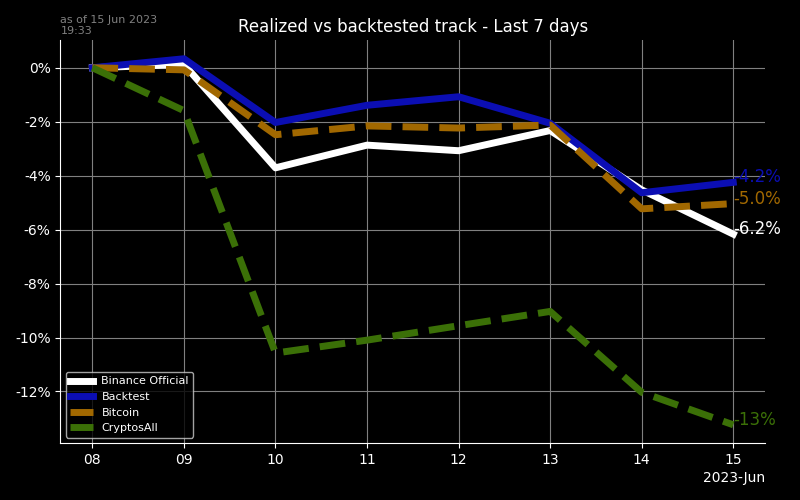 as of 15 Jun 2023
19:33
Realized vs backtested track - Last 7 days
0%
-2%
-4%
-6%
-8%
-10%
-12%
-4.2%
-5.0%
-6.2%
-13%
Binance Official
Backtest
Bitcoin
CryptosAll
08 09 10 11 12 13 14 15
2023-Jun